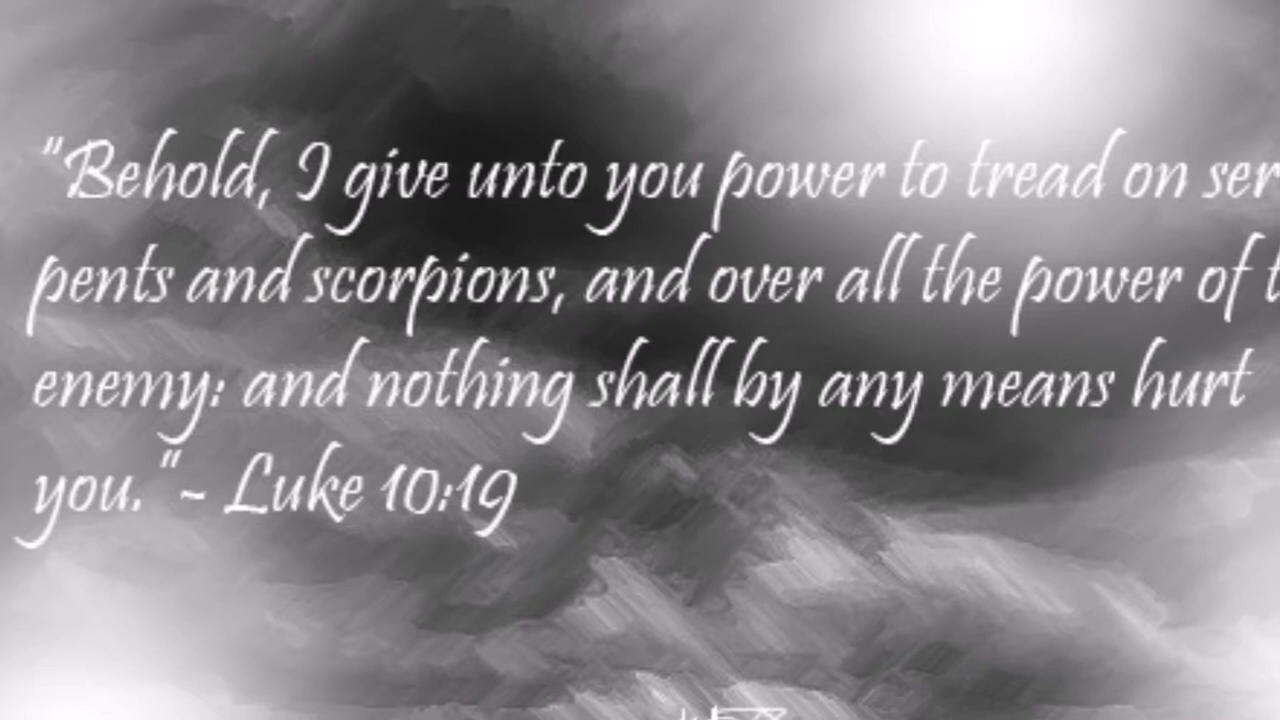 "Behold, I give unto you power to tread on ser
pents and scorpions, and over all the power of t
enemy: and nothing shall by any means hurt
you."~ Luke 10:19